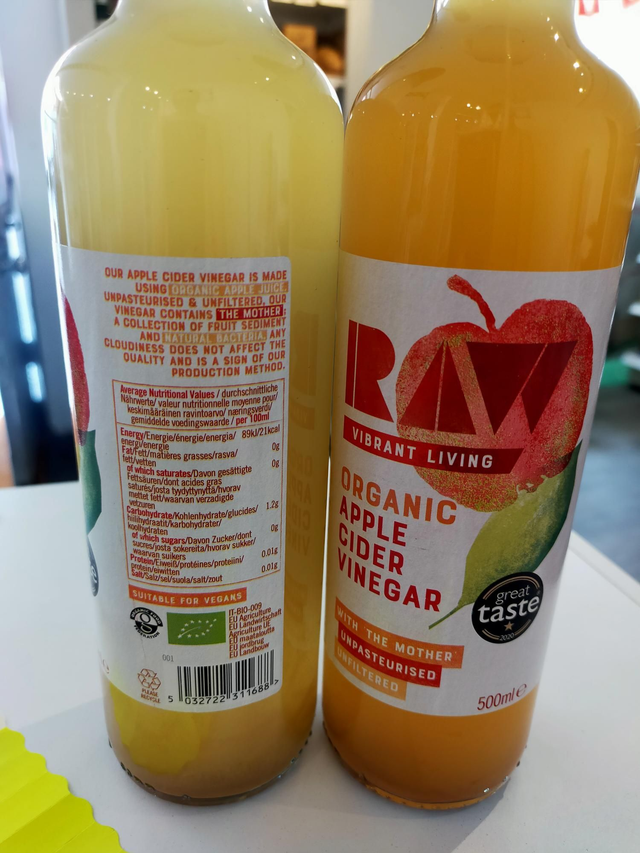 OUR APPLE CIDER VINEGAR IS MADE
USING ORGANIC APPLE JUICE.
UNPASTEURISED & UNFILTERED, OUR
VINEGAR CONTAINS THE MOTHER;
A COLLECTION OF FRUIT SEDIMENT
AND NATURAL BACTERIA. ANY
CLOUDINESS DOES NOT AFFECT THE
QUALITY AND IS A SIGN OF OUR
PRODUCTION METHOD.
Average Nutritional Values / durchschnittliche
Nährwerte/ valeur nutritionnelle moyenne pour/
keskimääräinen ravintoarvo/ næringsverdi/
gemiddelde voedingswaarde / per 100ml
Energy/Energie/énergie/energia/ 89kJ/21kcal
energi/energie
Fat/Fett/matières grasses/rasva/ 0g
fett/vetten
of which saturates/Davon gesättigte 0g
Fettsäuren/dont acides gras
saturés/josta tyydyttynyttä/hvorav
mettet fett/waarvan verzadigde
vetzuren
Carbohydrate/Kohlenhydrate/glucides/ 1.2g
hiilihydraatit/karbohydrater/
koolhydraten
of which sugars/Davon Zucker/dont 0g
sucres/josta sokereita/hvorav sukker/
waarvan suikers
Protein/Eiweiß/protéines/proteiini/ 0.01g
protein/eiwitten
Salt/Salz/sel/suola/salt/zout 0.01g
SUITABLE FOR VEGANS
IT-BIO-009
EU Agriculture
EU Landwirtschaft
Agriculture UE
EU maataloutta
EU jordbrug
EU Landbouw
001
PLEASE
RECYCLE
5 032722 311688 >
RAW
VIBRANT LIVING
ORGANIC
APPLE
CIDER
VINEGAR
great
taste
2020
WITH 'THE MOTHER'
UNPASTEURISED
UNFILTERED
500ml e